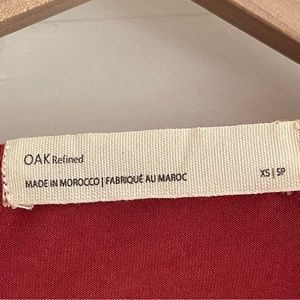 OAK Refined
MADE IN MOROCCO | FABRIQUÉ AU MAROC XS | SP